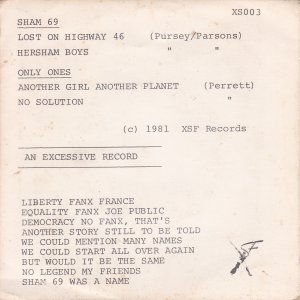 XS003
SHAM 69
LOST ON HIGHWAY 46 (Pursey/Parsons)
HERSHAM BOYS " "
ONLY ONES
ANOTHER GIRL ANOTHER PLANET (Perrett)
NO SOLUTION "
(c) 1981 XSF Records
AN EXCESSIVE RECORD
LIBERTY FANX FRANCE
EQUALITY FANX JOE PUBLIC
DEMOCRACY NO FANX, THAT'S
ANOTHER STORY STILL TO BE TOLD
WE COULD MENTION MANY NAMES
WE COULD START ALL OVER AGAIN
BUT WOULD IT BE THE SAME
NO LEGEND MY FRIENDS
SHAM 69 WAS A NAME